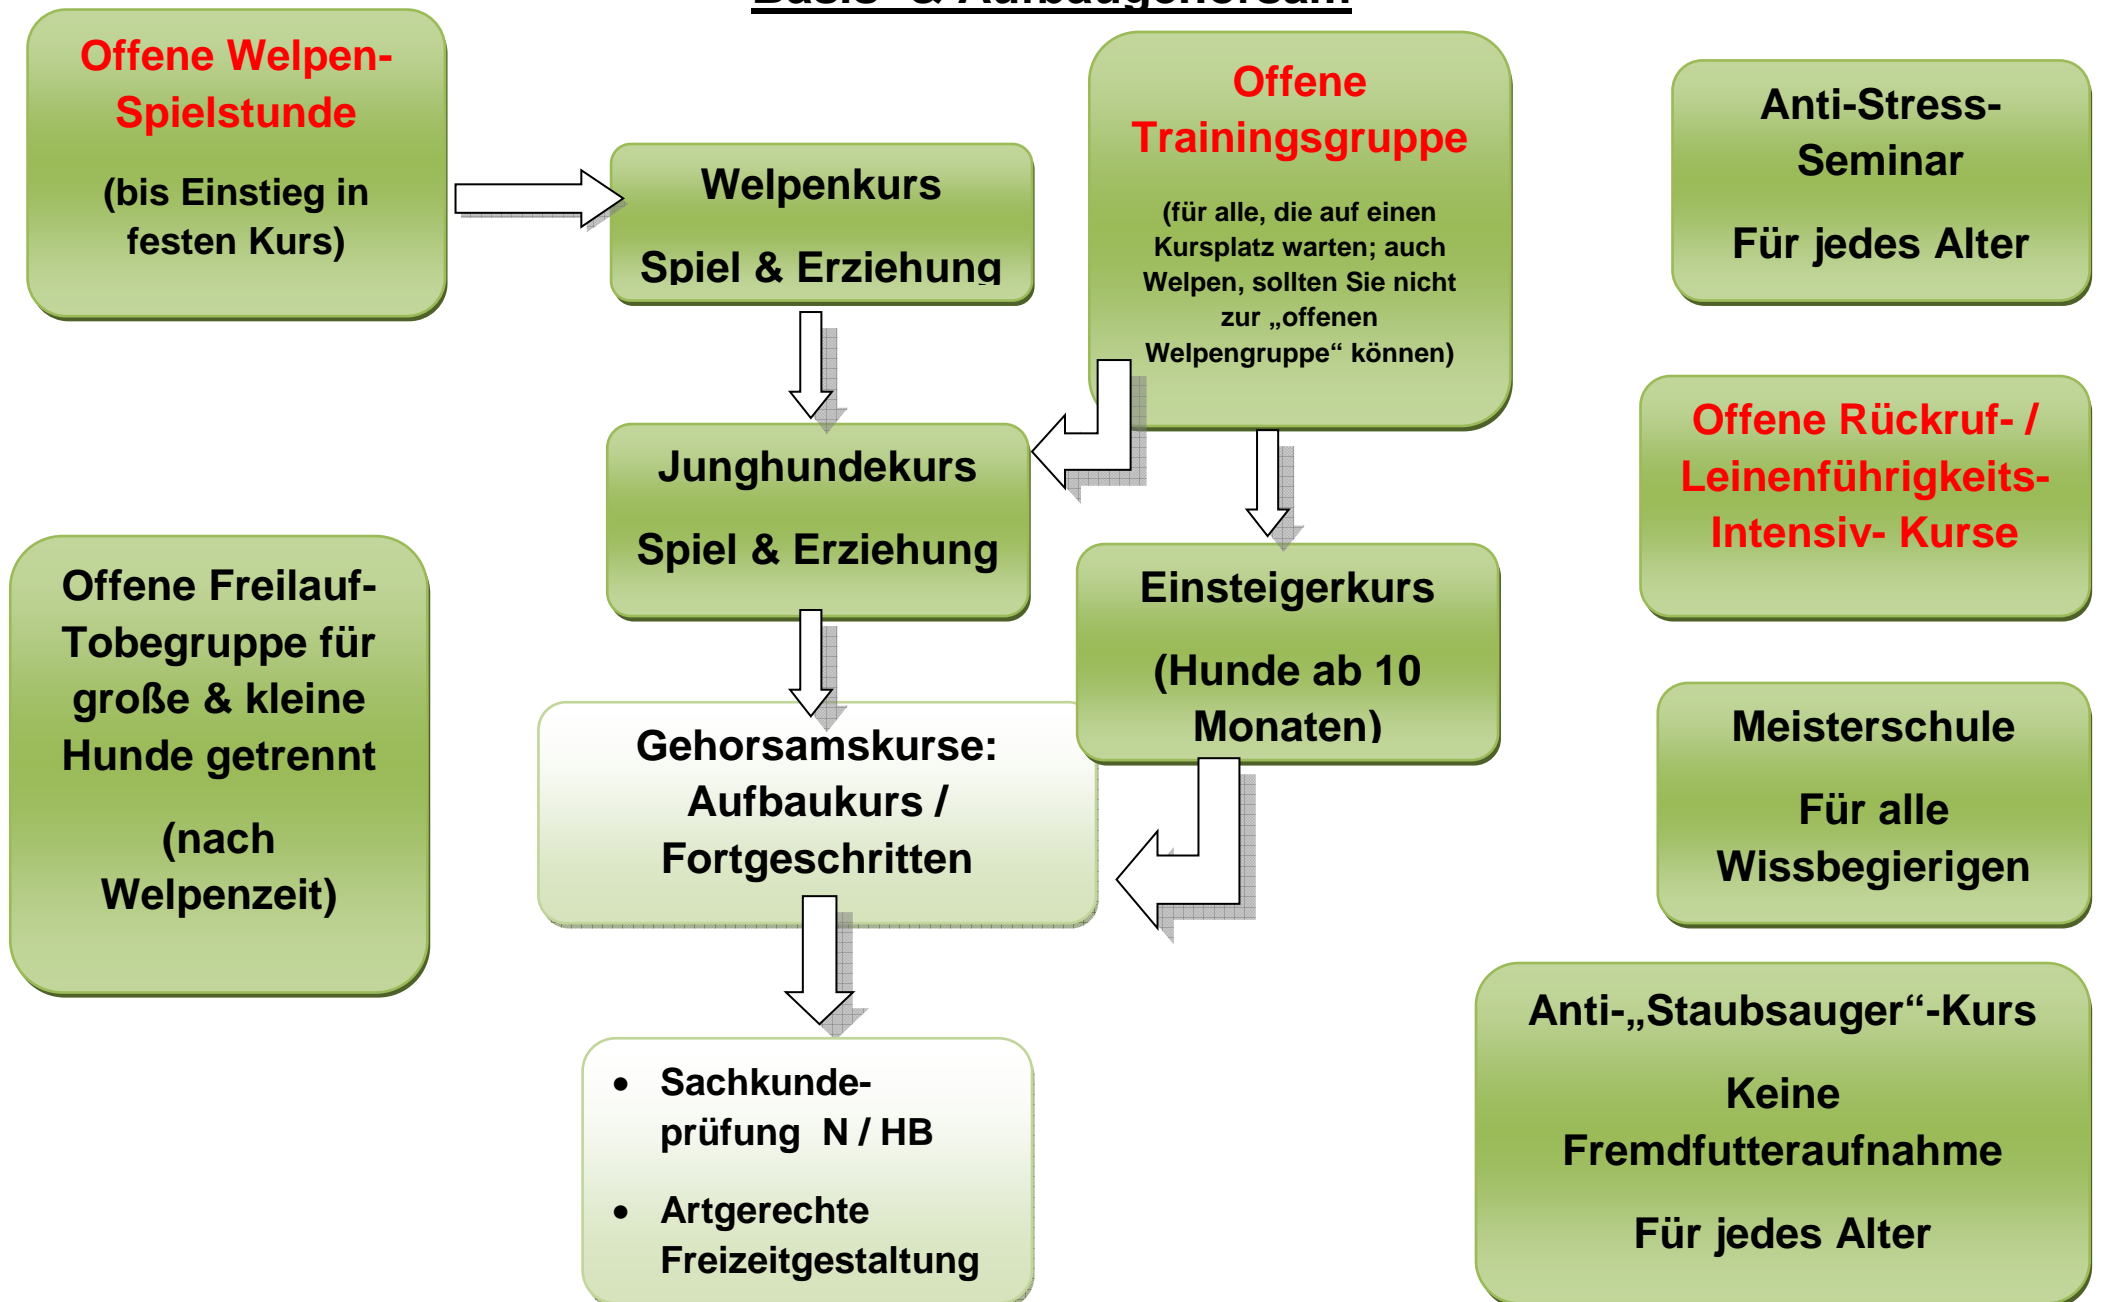 Basis- & Aufbaugehorsam
Offene Welpen-
Spielstunde
(bis Einstieg in
festen Kurs)
Welpenkurs
Spiel & Erziehung
Offene
Trainingsgruppe
(für alle, die auf einen
Kursplatz warten; auch
Welpen, sollten Sie nicht
zur „offenen
Welpengruppe“ können)
Anti-Stress-
Seminar
Für jedes Alter
Junghundekurs
Spiel & Erziehung
Offene Rückruf- /
Leinenführigkeits-
Intensiv- Kurse
Offene Freilauf-
Tobegruppe für
große & kleine
Hunde getrennt
(nach
Welpenzeit)
Einsteigerkurs
(Hunde ab 10
Monaten)
Gehorsamskurse:
Aufbaukurs /
Fortgeschritten
Meisterschule
Für alle
Wissbegierigen
• Sachkunde-
prüfung N / HB
• Artgerechte
Freizeitgestaltung
Anti-„Staubsauger“-Kurs
Keine
Fremdfutteraufnahme
Für jedes Alter